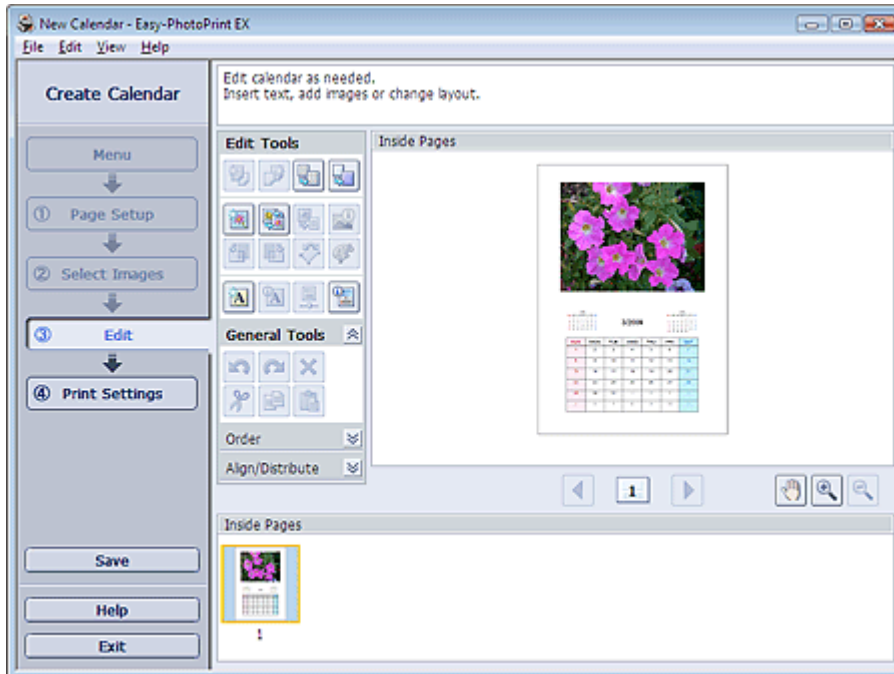 New Calendar - Easy-PhotoPrint EX
File Edit View Help
Create Calendar
Edit calendar as needed.
Insert text, add images or change layout.
Menu
① Page Setup
② Select Images
③ Edit
④ Print Settings
Save
Help
Exit
Edit Tools
A A
General Tools
Order
Align/Distribute
Inside Pages
1
Inside Pages
1